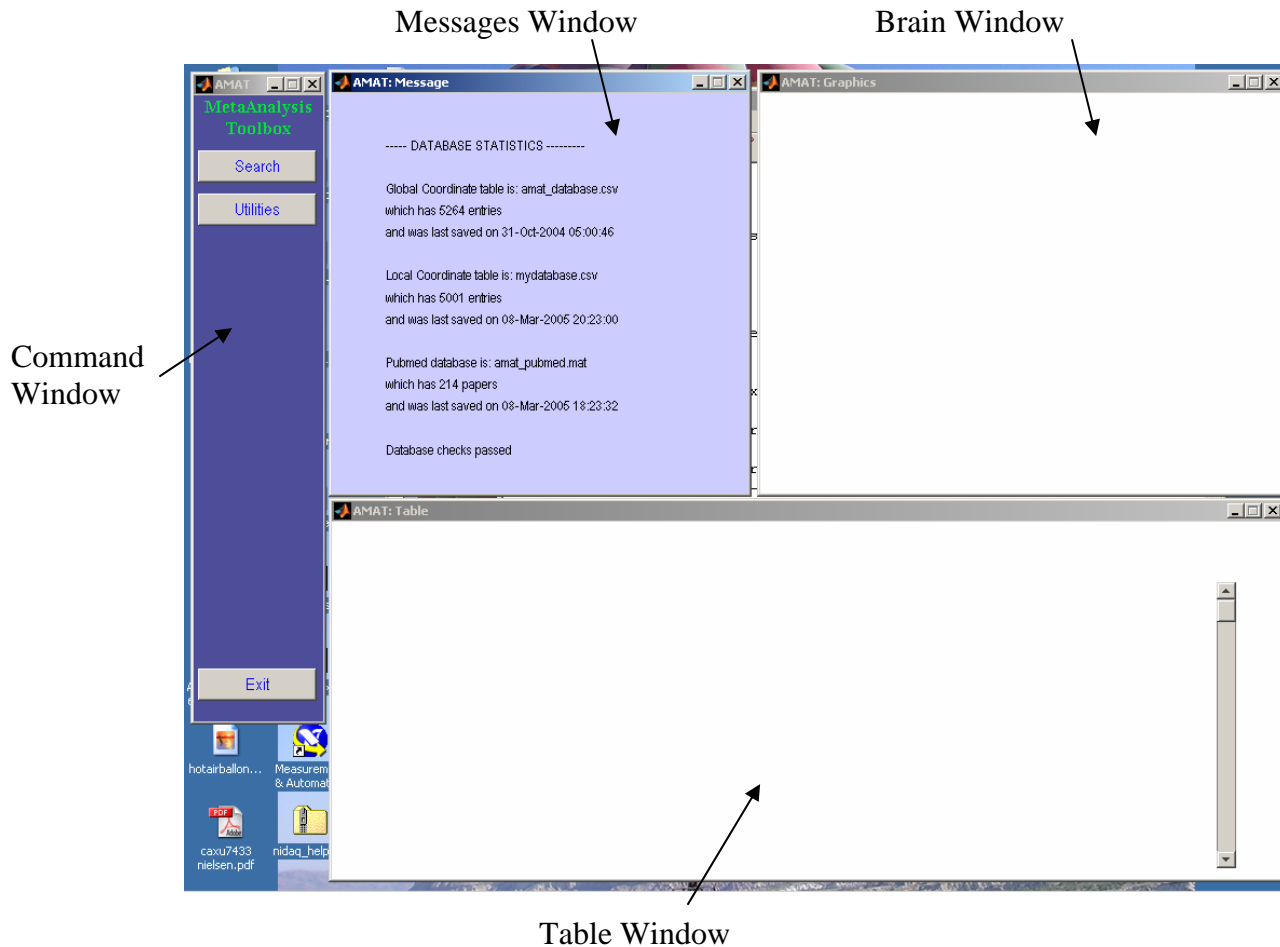 Messages Window
Brain Window
AMAT
AMAT: Message
AMAT: Graphics
MetaAnalysis
Toolbox
Search
Utilities
----- DATABASE STATISTICS ---------
Global Coordinate table is: amat_database.csv
which has 5264 entries
and was last saved on 31-Oct-2004 05:00:46
Local Coordinate table is: mydatabase.csv
which has 5001 entries
and was last saved on 08-Mar-2005 20:23:00
Pubmed database is: amat_pubmed.mat
which has 214 papers
and was last saved on 08-Mar-2005 18:23:32
Database checks passed
Command
Window
AMAT: Table
Exit
hotairballon...
Measurem
& Automat
PDF
Adobe
caxu7433
nielsen.pdf
nidaq_help
Table Window